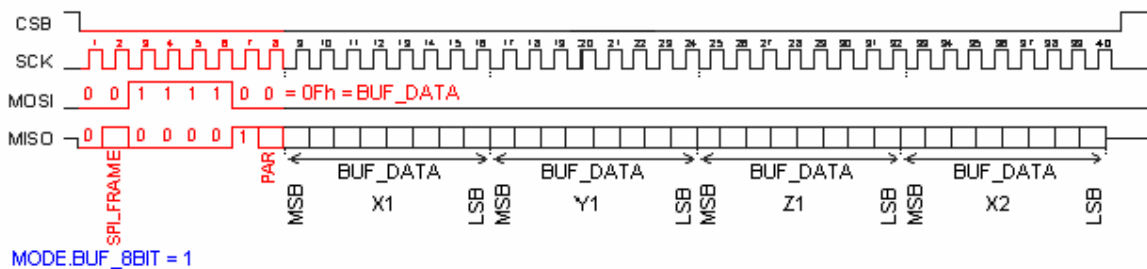 CSB
SCK 1 2 3 4 5 6 7 8 9 10 11 12 13 14 15 16 17 18 19 20 21 22 23 24 25 26 27 28 29 30 31 32 33 34 35 36 37 38 39 40
MOSI 0 0 1 1 1 1 0 0 = 0Fh = BUF_DATA
MISO 0 0 0 0 0 1
SPI_FRAME
PAR
MSB
BUF_DATA
X1
LSB
MSB
BUF_DATA
Y1
LSB
MSB
BUF_DATA
Z1
LSB
MSB
BUF_DATA
X2
LSB
MODE.BUF_8BIT = 1